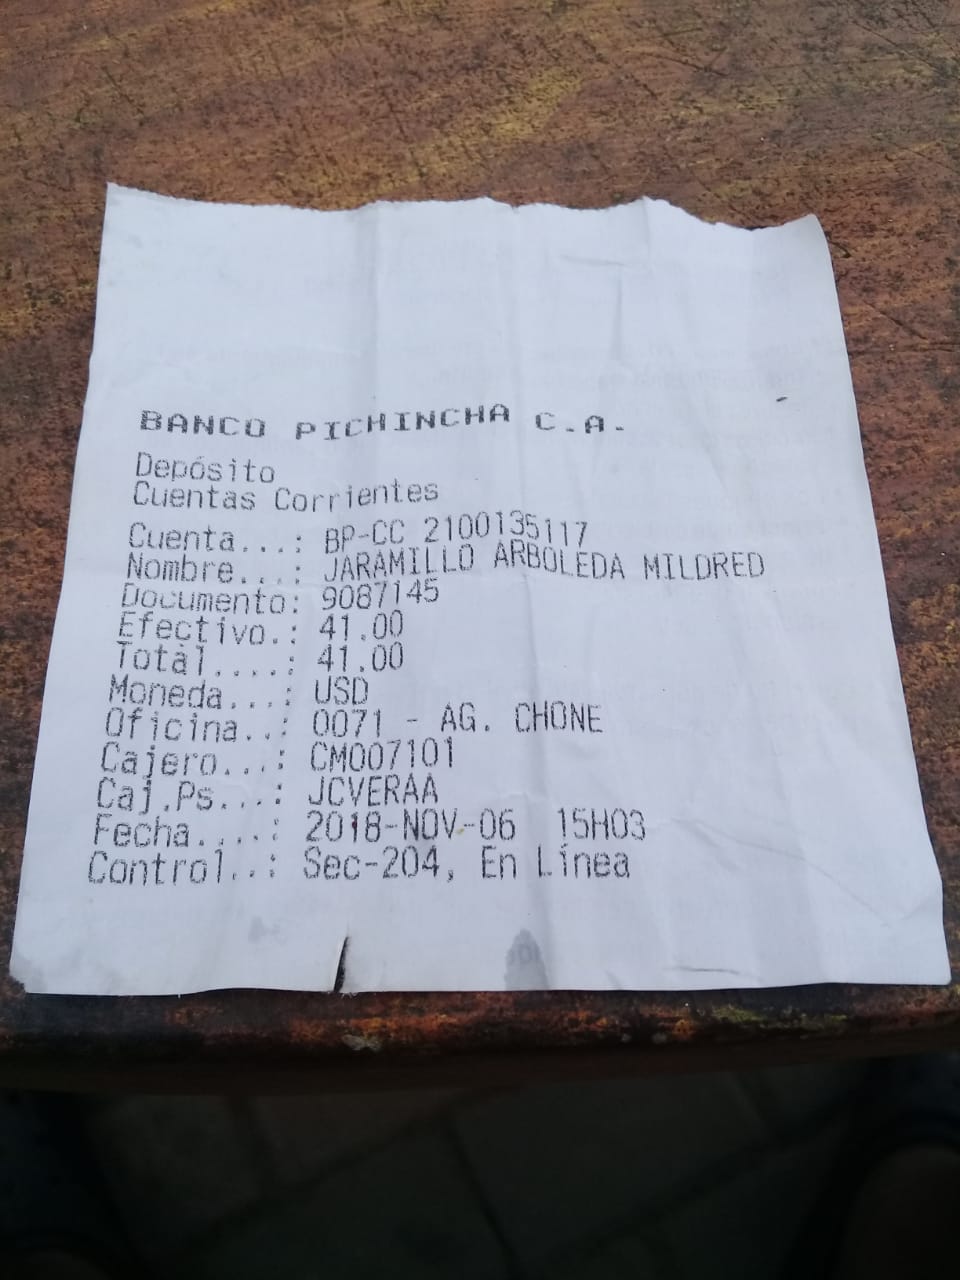 BANCO PICHINCHA C.A.
Depósito
Cuentas Corrientes
Cuenta...: BP-CC 2100135117
Nombre...: JARAMILLO ARBOLEDA MILDRED
Documento: 9087145
Efectivo.: 41.00
Total....: 41.00
Moneda...: USD
Oficina..: 0071 - AG. CHONE
Cajero...: CM007101
Caj.Ps...: JCVERAA
Fecha....: 2018-NOV-06 15H03
Control..: Sec-204, En Línea